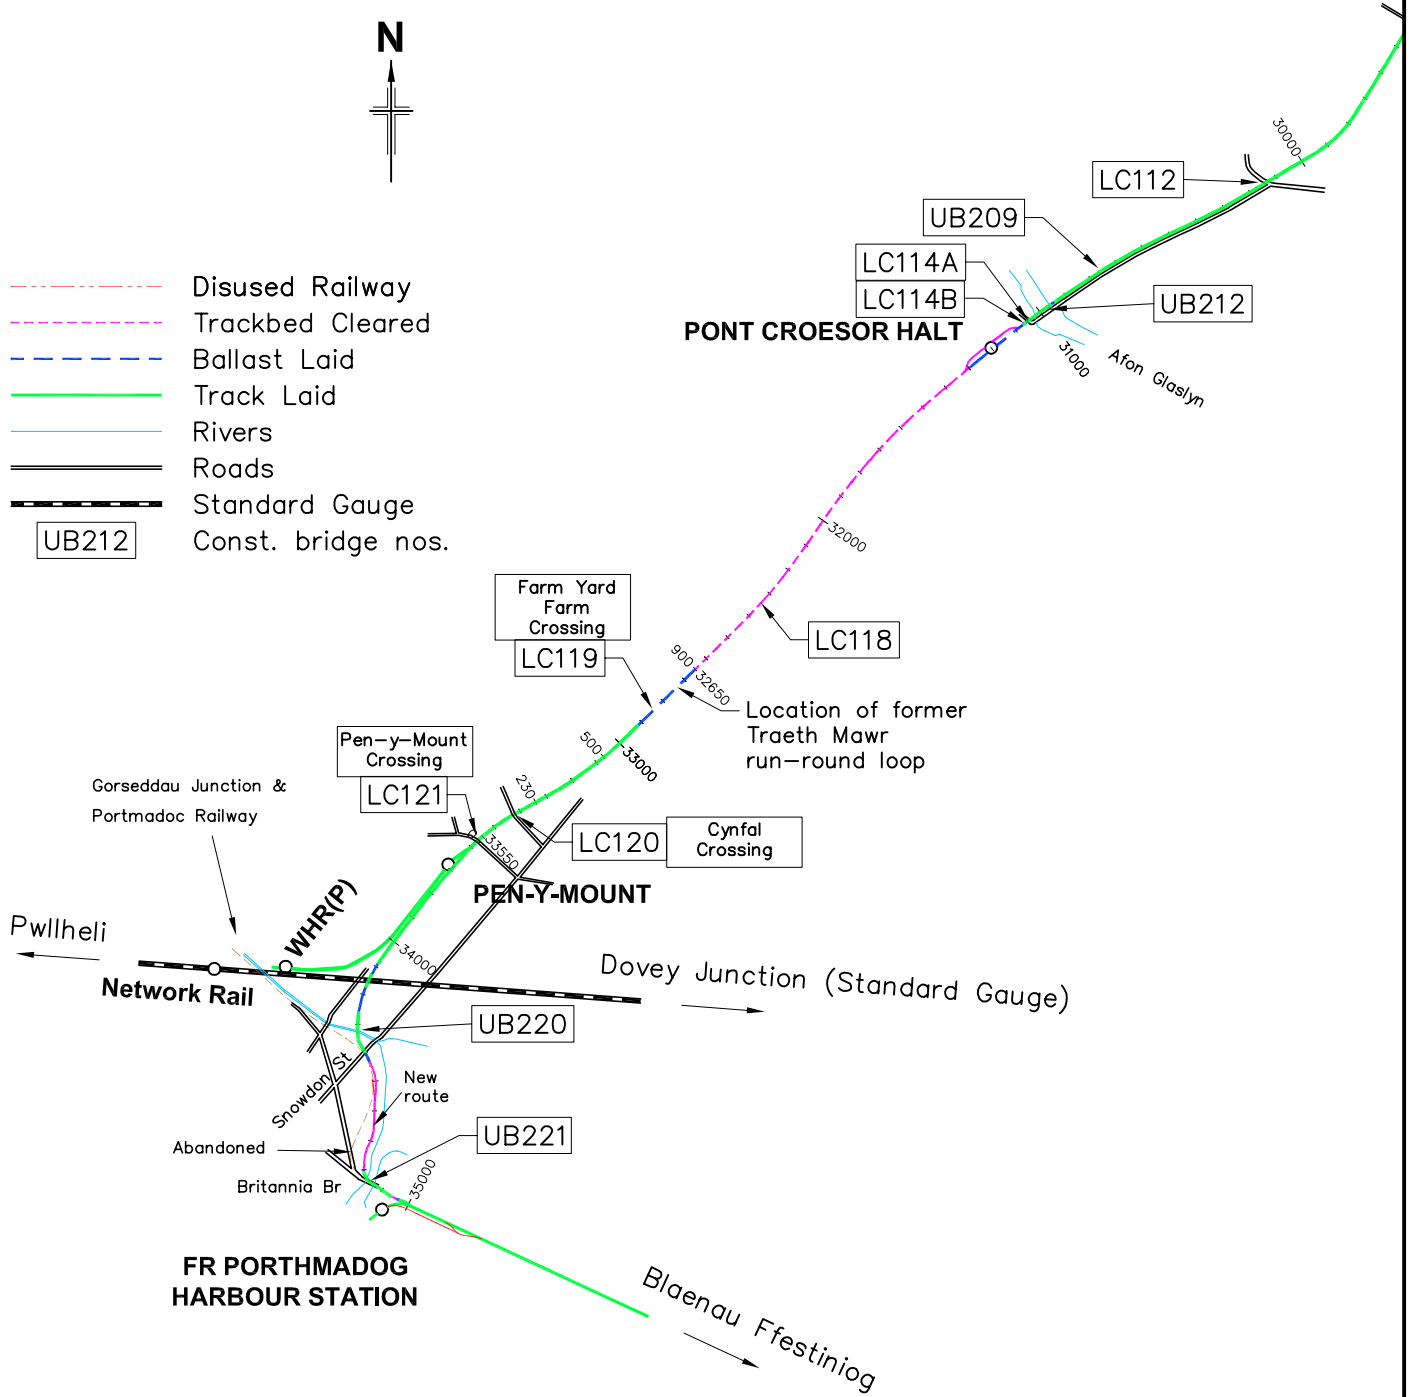 N
30000
LC112
UB209
LC114A
LC114B
UB212
PONT CROESOR HALT
31000
Afon Glaslyn
Disused Railway
Trackbed Cleared
Ballast Laid
Track Laid
Rivers
Roads
Standard Gauge
UB212
Const. bridge nos.
32000
Farm Yard
Farm
Crossing
LC119
LC118
900
32650
Location of former
Traeth Mawr
run-round loop
Pen-y-Mount
Crossing
LC121
500
33000
230
Gorseddau Junction &
Portmadoc Railway
LC120
Cynfal
Crossing
33550
PEN-Y-MOUNT
WHR(P)
Pwllheli
34000
Network Rail
Dovey Junction (Standard Gauge)
UB220
Snowdon St
New
route
UB221
Abandoned
Britannia Br
35000
FR PORTHMADOG
HARBOUR STATION
Blaenau Ffestiniog